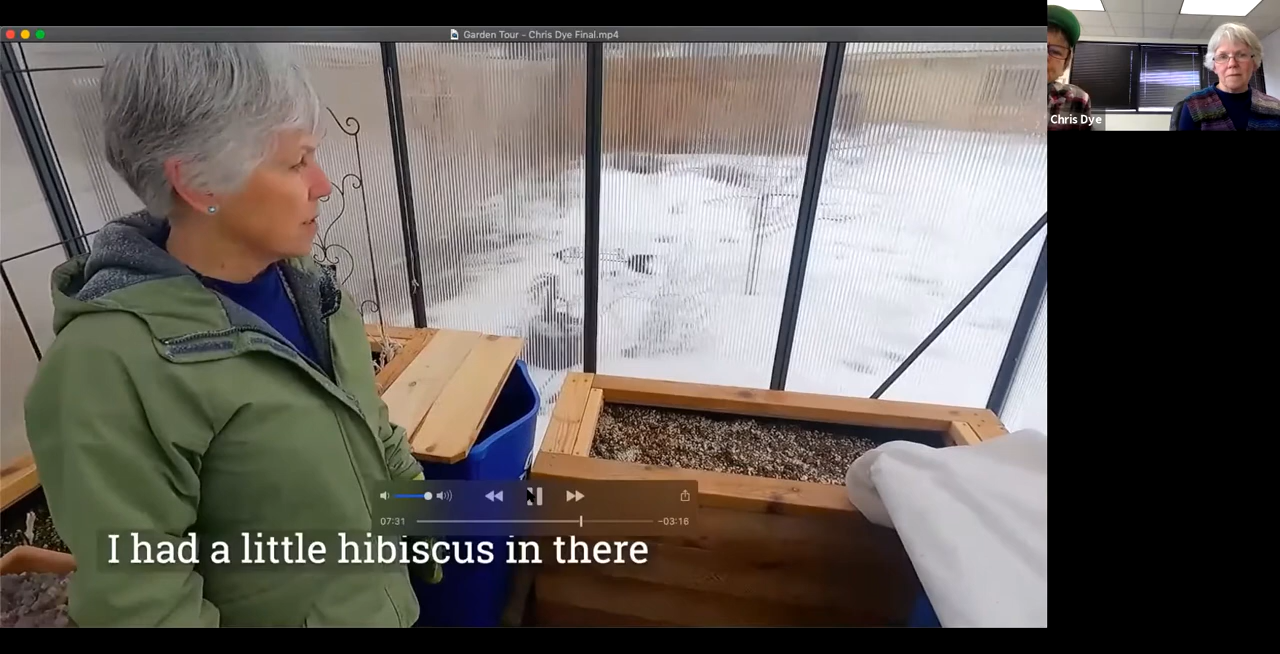 Garden Tour - Chris Dye Final.mp4
Chris Dye
07:31
−03:16
I had a little hibiscus in there